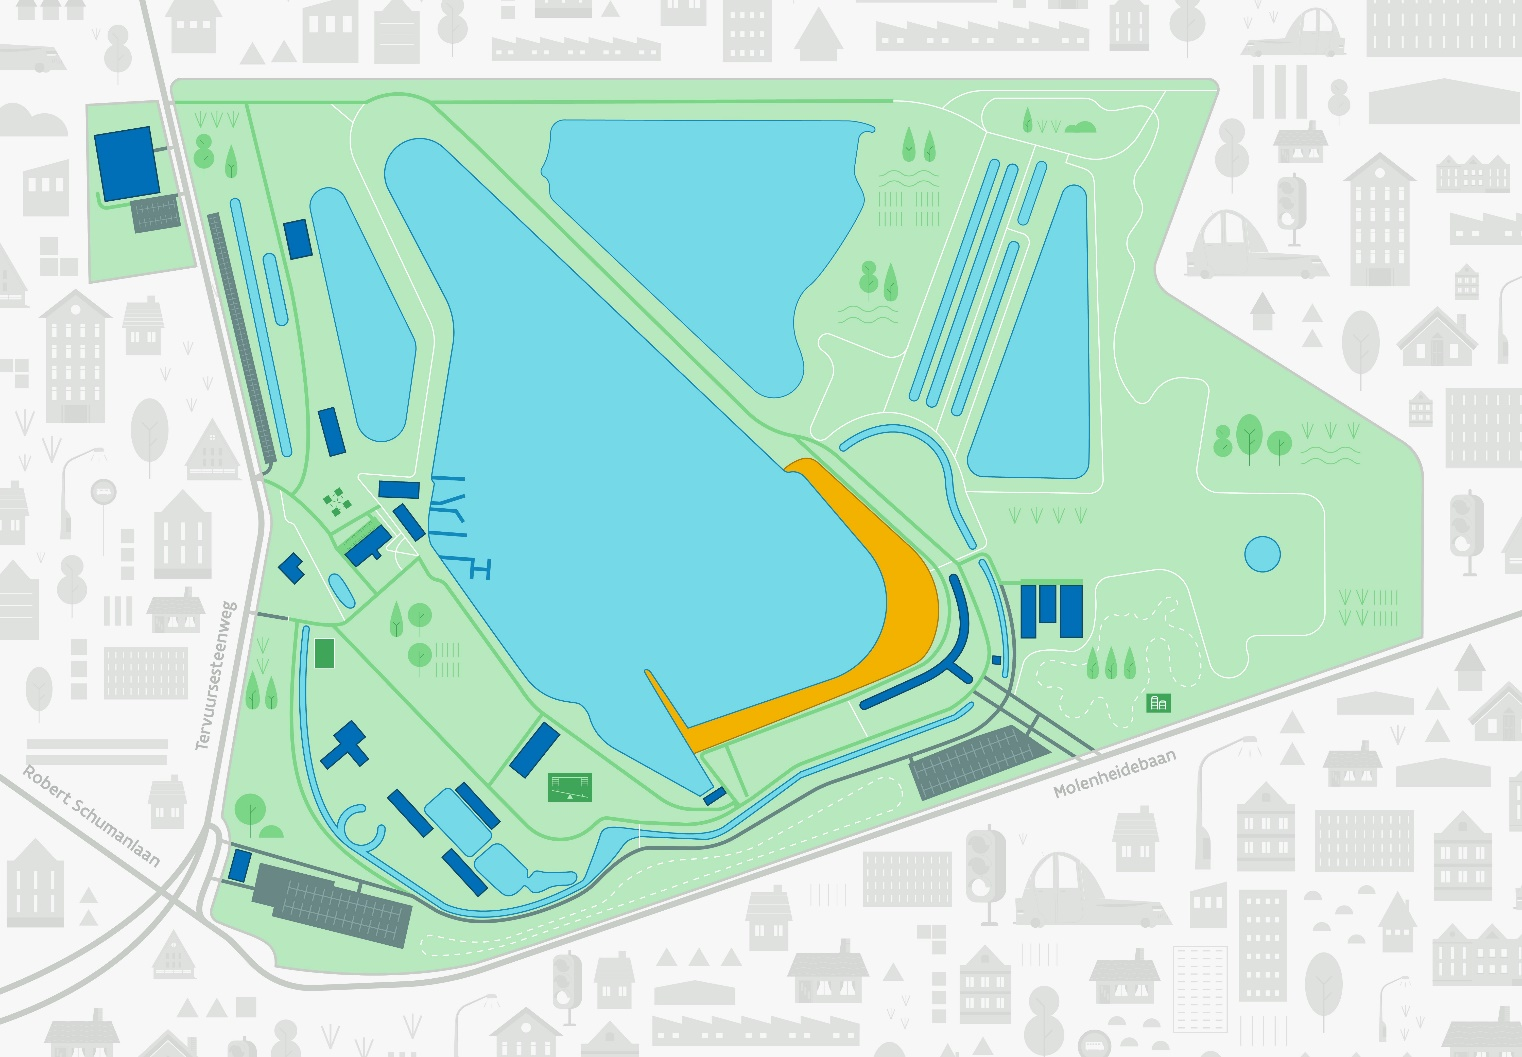 Tervuursesteenweg
Robert Schumanlaan
Molenheidebaan